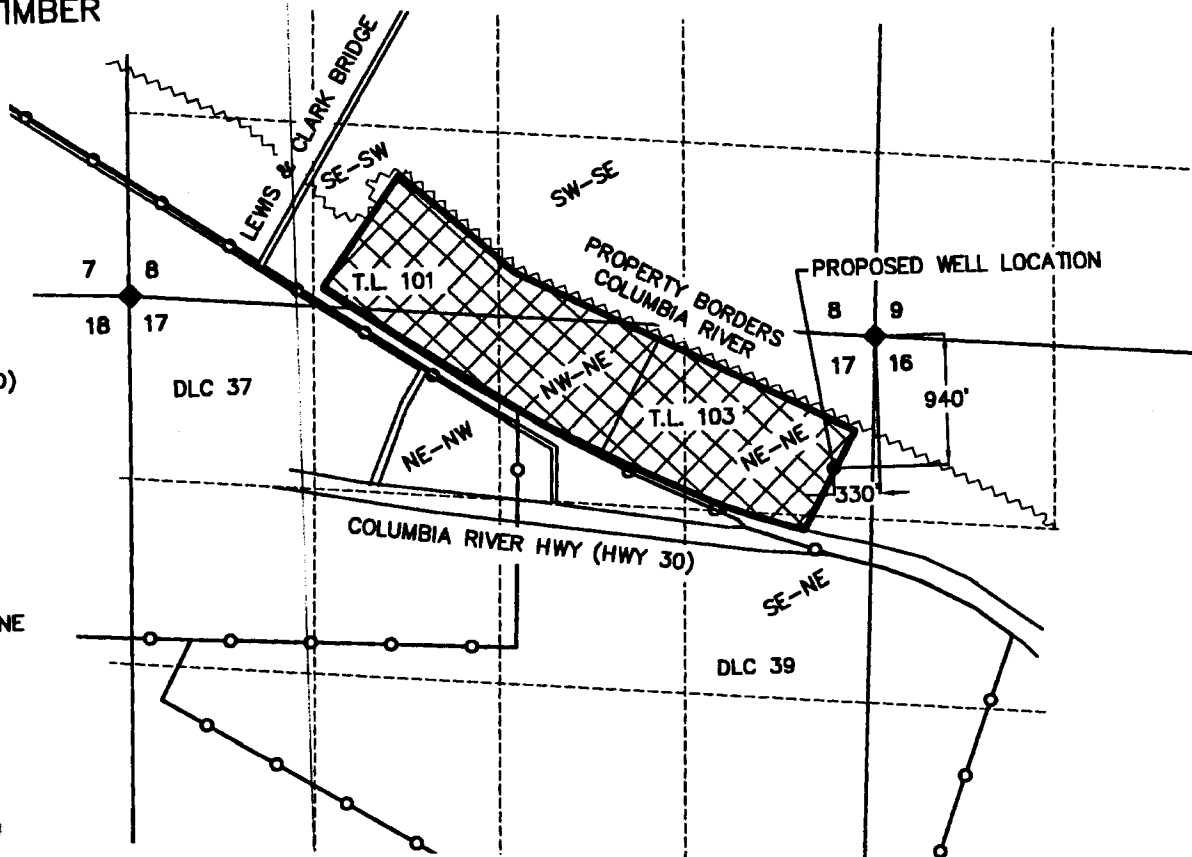 LEWIS & CLARK BRIDGE
SE-SW
SW-SE
PROPERTY BORDERS
COLUMBIA RIVER
PROPOSED WELL LOCATION
7 8
18 17
8 9
17 16
T.L. 101
DLC 37
NW-NE
T.L. 103
940'
NE-NW
NE-NE
330'
COLUMBIA RIVER HWY (HWY 30)
SE-NE
DLC 39